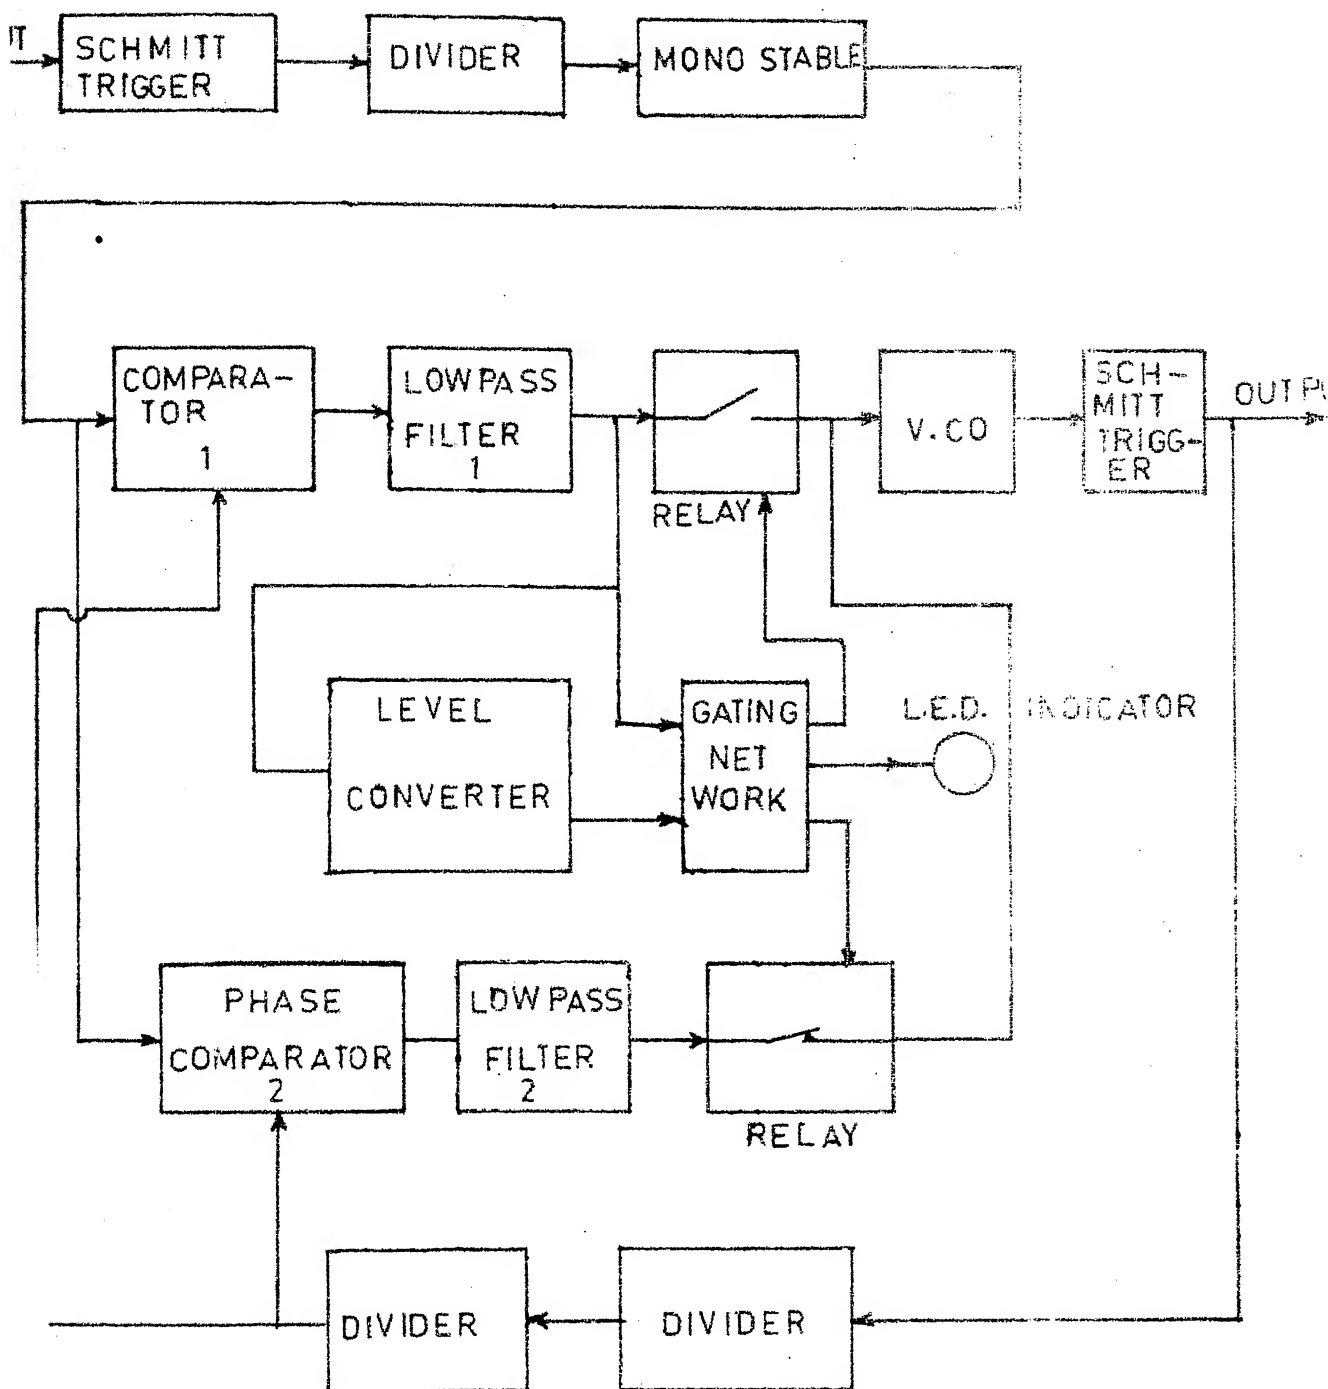 SCHMITT
TRIGGER
DIVIDER
MONO STABLE
COMPARA-
TOR
1
LOW PASS
FILTER
1
RELAY
V.CO
SCH-
MITT
TRIGG-
ER
LEVEL
CONVERTER
GATING
NET
WORK
L.E.D. INDICATOR
PHASE
COMPARATOR
2
LOW PASS
FILTER
2
RELAY
DIVIDER
DIVIDER